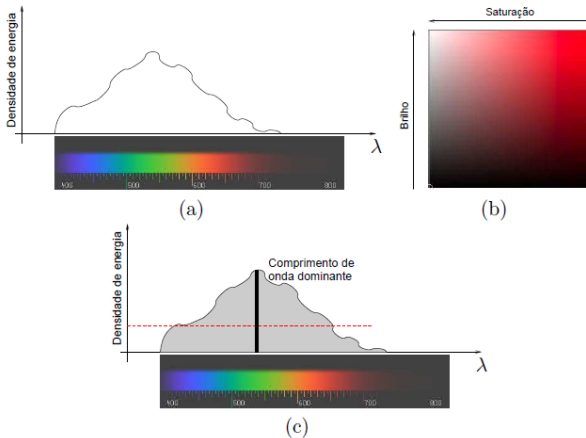 Densidade de energia
λ
400 500 600 700 800
(a)
Saturação
Brilho
(b)
Densidade de energia
Comprimento de
onda dominante
λ
400 500 600 700 800
(c)